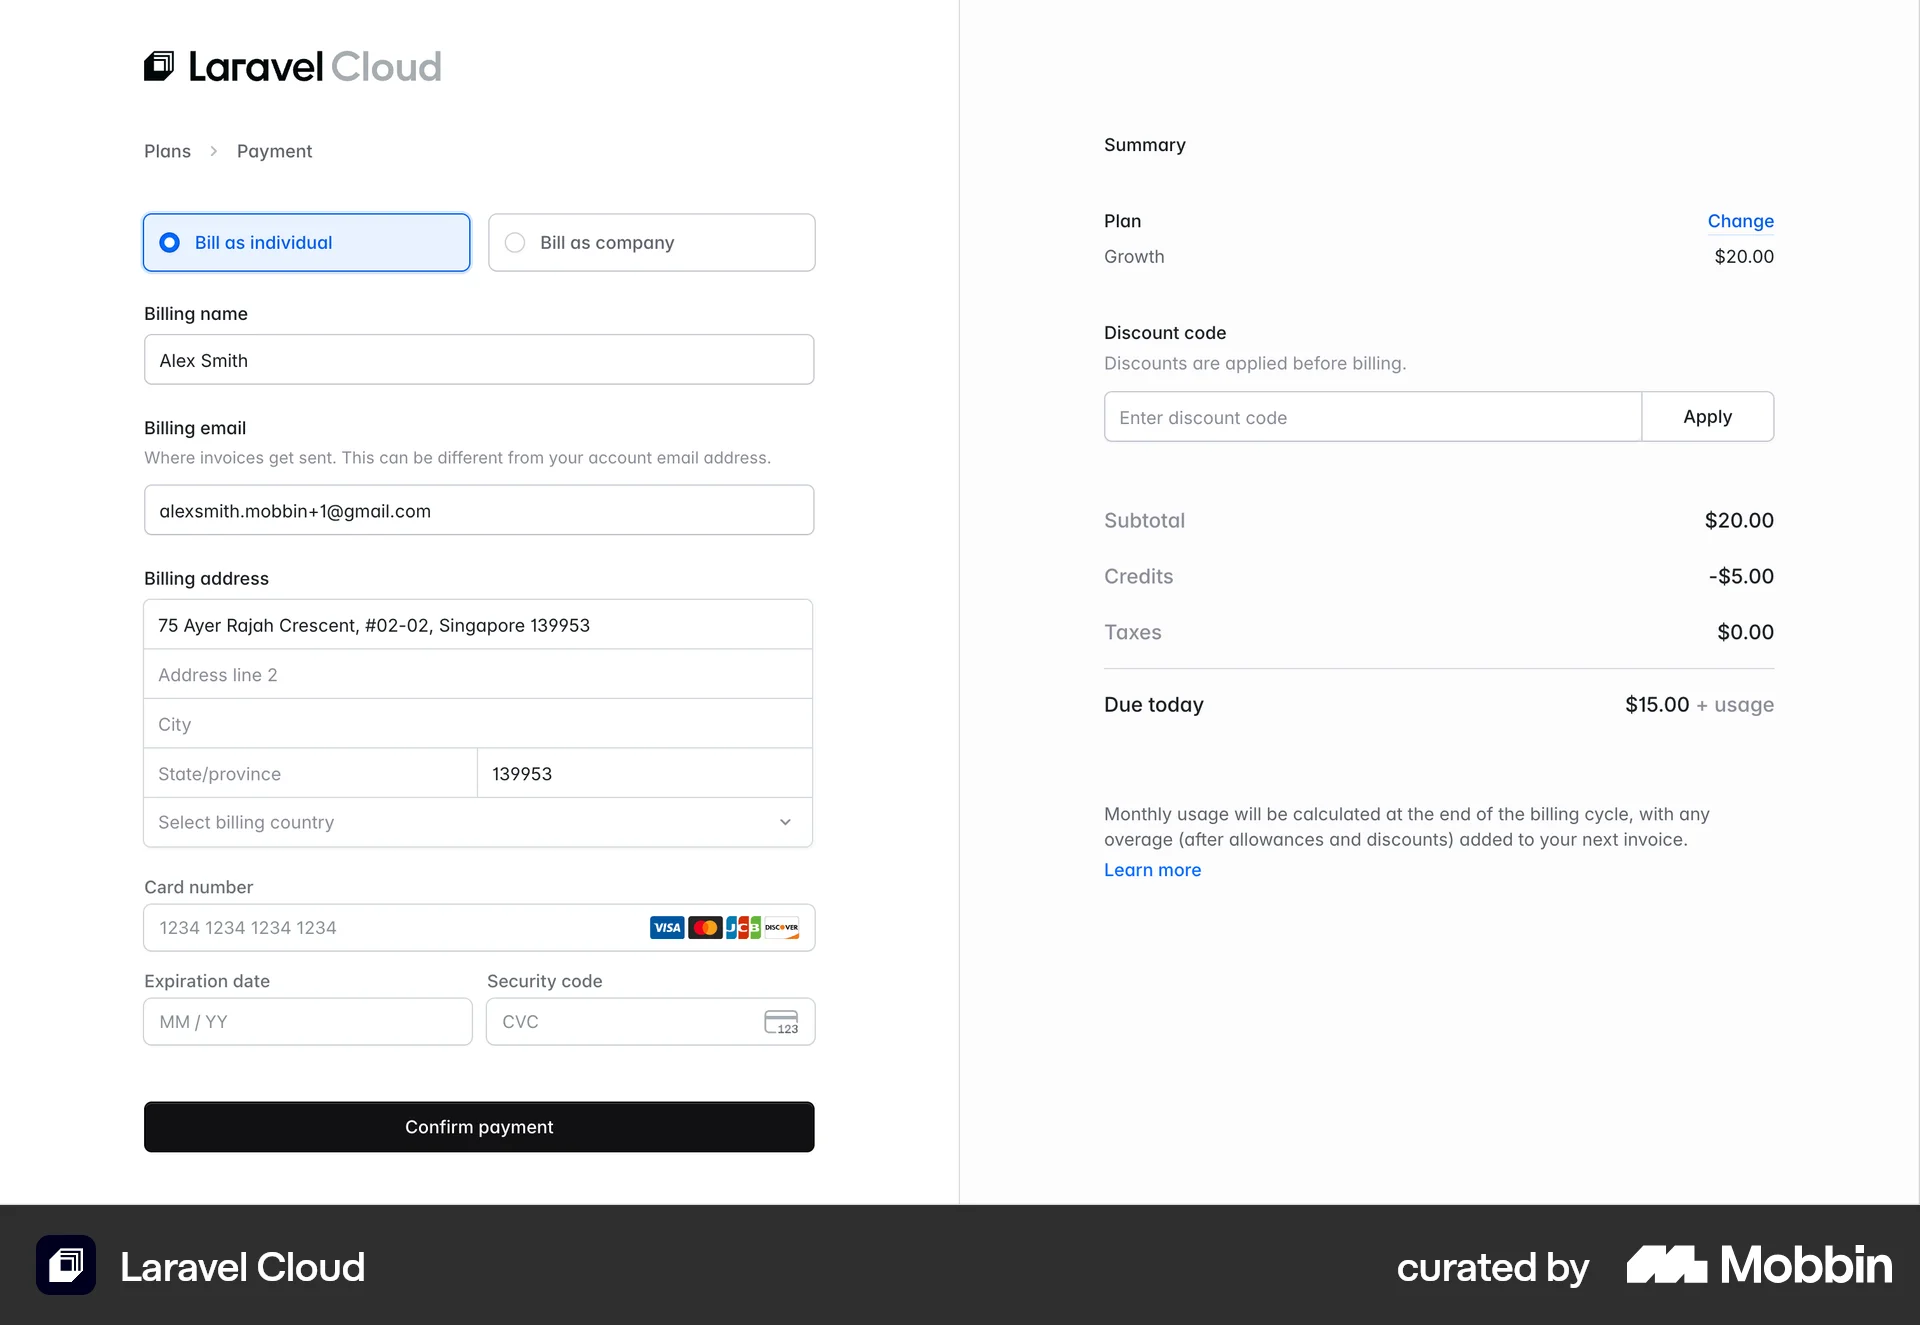 Laravel Cloud
Plans > Payment
Bill as individual
Bill as company
Billing name
Alex Smith
Billing email
Where invoices get sent. This can be different from your account email address.
alexsmith.mobbin+1@gmail.com
Billing address
75 Ayer Rajah Crescent, #02-02, Singapore 139953
Address line 2
City
State/province
139953
Select billing country
Card number
1234 1234 1234 1234
VISA
JCB
DISCOVER
Expiration date
Security code
MM / YY
CVC
123
Confirm payment
Summary
Plan
Change
Growth
$20.00
Discount code
Discounts are applied before billing.
Enter discount code
Apply
Subtotal
$20.00
Credits
-$5.00
Taxes
$0.00
Due today
$15.00 + usage
Monthly usage will be calculated at the end of the billing cycle, with any
overage (after allowances and discounts) added to your next invoice.
Learn more
Laravel Cloud
curated by
Mobbin